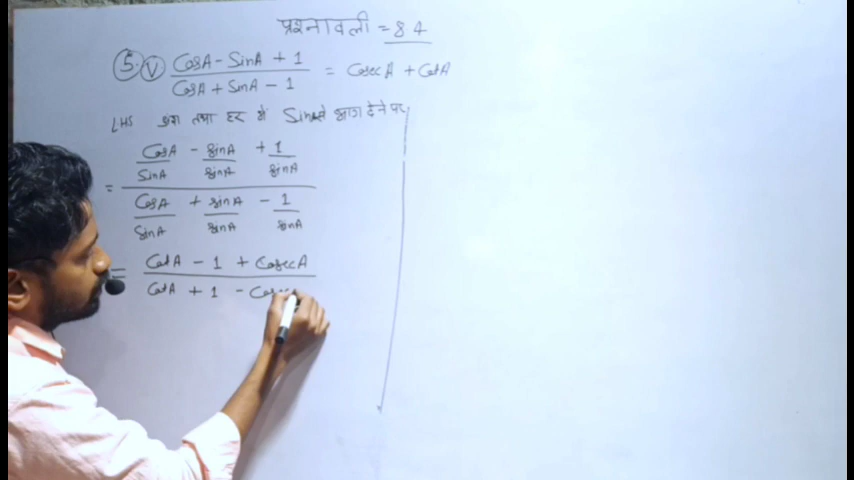 प्रश्नावली = 8.4
5. V (CosA - SinA + 1) / (CosA + SinA - 1) = CosecA + CotA
LHS अंश तथा हर में SinA से भाग देने पर
= (CosA/SinA - SinA/SinA + 1/SinA) / (CosA/SinA + SinA/SinA - 1/SinA)
= (CotA - 1 + CosecA) / (CotA + 1 - Cosec